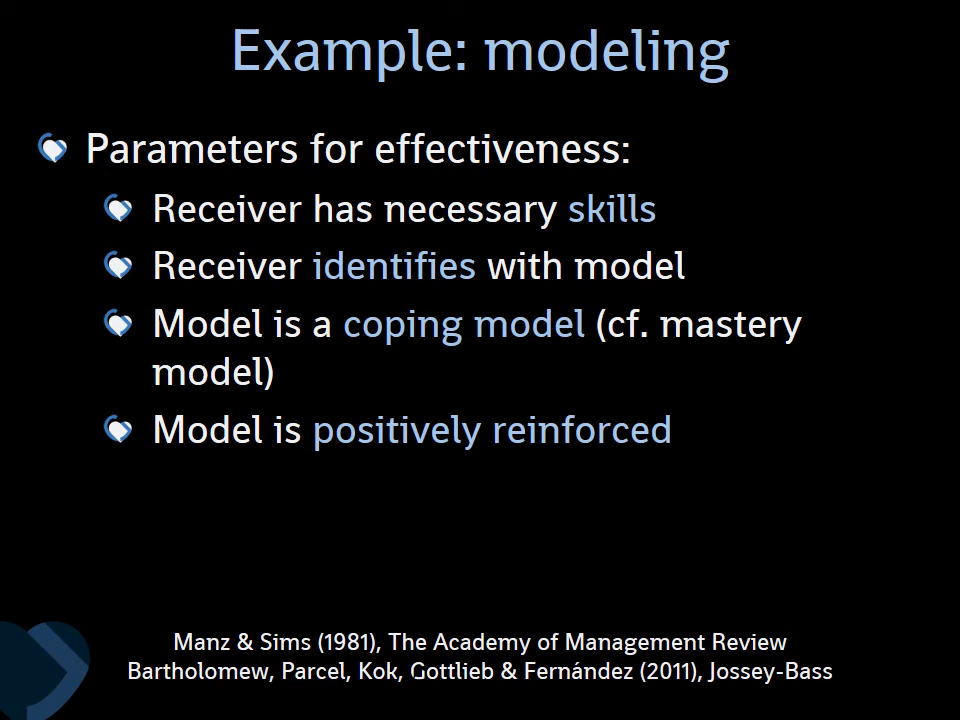 Example: modeling
Parameters for effectiveness:
Receiver has necessary skills
Receiver identifies with model
Model is a coping model (cf. mastery
model)
Model is positively reinforced
Manz & Sims (1981), The Academy of Management Review
Bartholomew, Parcel, Kok, Gottlieb & Fernández (2011), Jossey-Bass